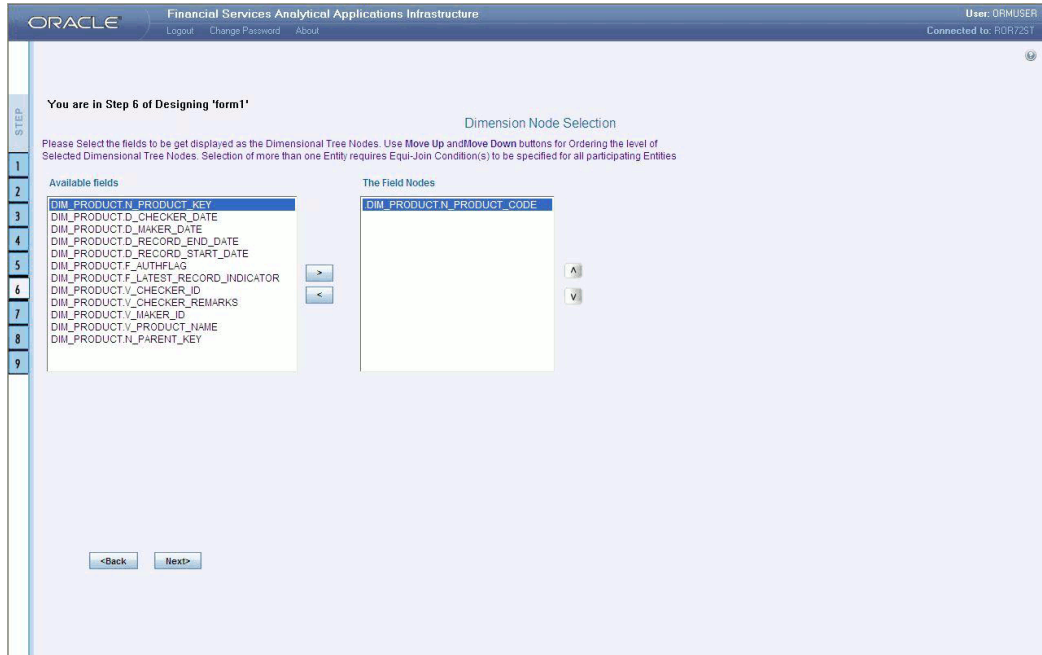 ORACLE
Financial Services Analytical Applications Infrastructure
Logout Change Password About
User: ORMUSER
Connected to: ROR72ST
STEP
1
2
3
4
5
6
7
8
9
You are in Step 6 of Designing 'form1'
Dimension Node Selection
Please Select the fields to be get displayed as the Dimensional Tree Nodes. Use Move Up andMove Down buttons for Ordering the level of
Selected Dimensional Tree Nodes. Selection of more than one Entity requires Equi-Join Condition(s) to be specified for all participating Entities
Available fields
DIM_PRODUCT.N_PRODUCT_KEY
DIM_PRODUCT.D_CHECKER_DATE
DIM_PRODUCT.D_MAKER_DATE
DIM_PRODUCT.D_RECORD_END_DATE
DIM_PRODUCT.D_RECORD_START_DATE
DIM_PRODUCT.F_AUTHFLAG
DIM_PRODUCT.F_LATEST_RECORD_INDICATOR
DIM_PRODUCT.V_CHECKER_ID
DIM_PRODUCT.V_CHECKER_REMARKS
DIM_PRODUCT.V_MAKER_ID
DIM_PRODUCT.V_PRODUCT_NAME
DIM_PRODUCT.N_PARENT_KEY
>
<
The Field Nodes
DIM_PRODUCT.N_PRODUCT_CODE
^
v
<Back
Next>